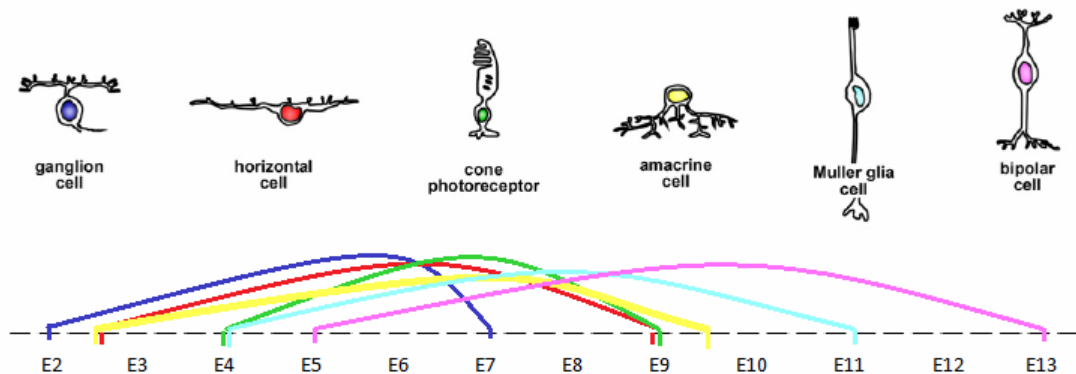 ganglion
cell
horizontal
cell
cone
photoreceptor
amacrine
cell
Muller glia
cell
bipolar
cell
E2 E3 E4 E5 E6 E7 E8 E9 E10 E11 E12 E13